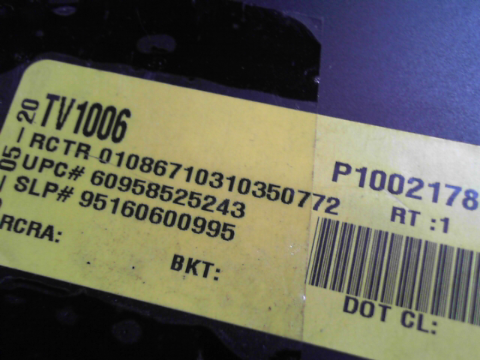 05-20
TV1006
RCTR 01086710310350772
UPC# 60958525243
SLP# 95160600995
RCRA:
BKT:
P1002178
RT :1
DOT CL: